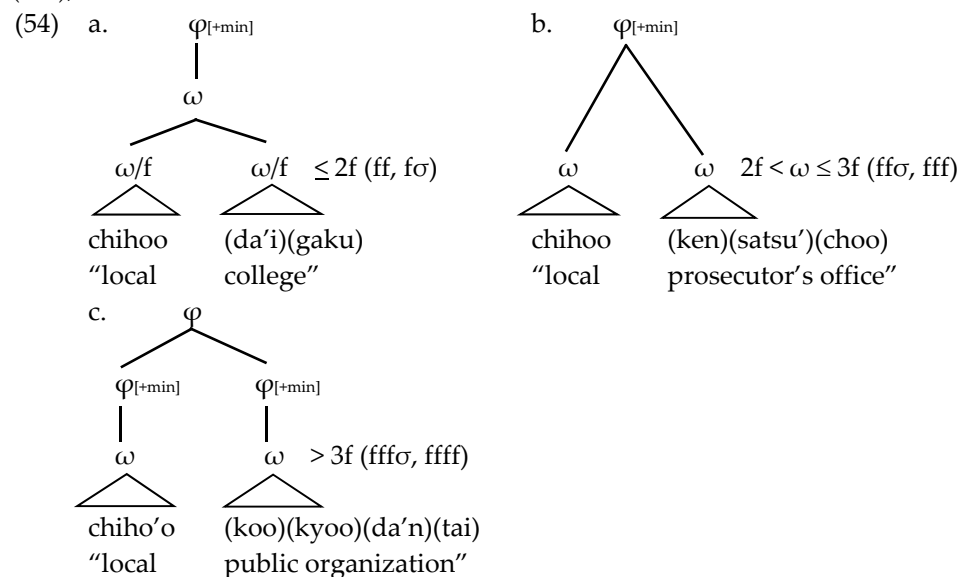 (54) a. φ[+min] b. φ[+min]
ω
ω/f ω/f ≤ 2f (ff, fσ) ω ω 2f < ω ≤ 3f (ffσ, fff)
chihoo (da'i)(gaku) chihoo (ken)(satsu')(choo)
“local college” “local prosecutor's office”
c. φ
φ[+min] φ[+min]
ω ω > 3f (fffσ, ffff)
chiho'o (koo)(kyoo)(da'n)(tai)
“local public organization”